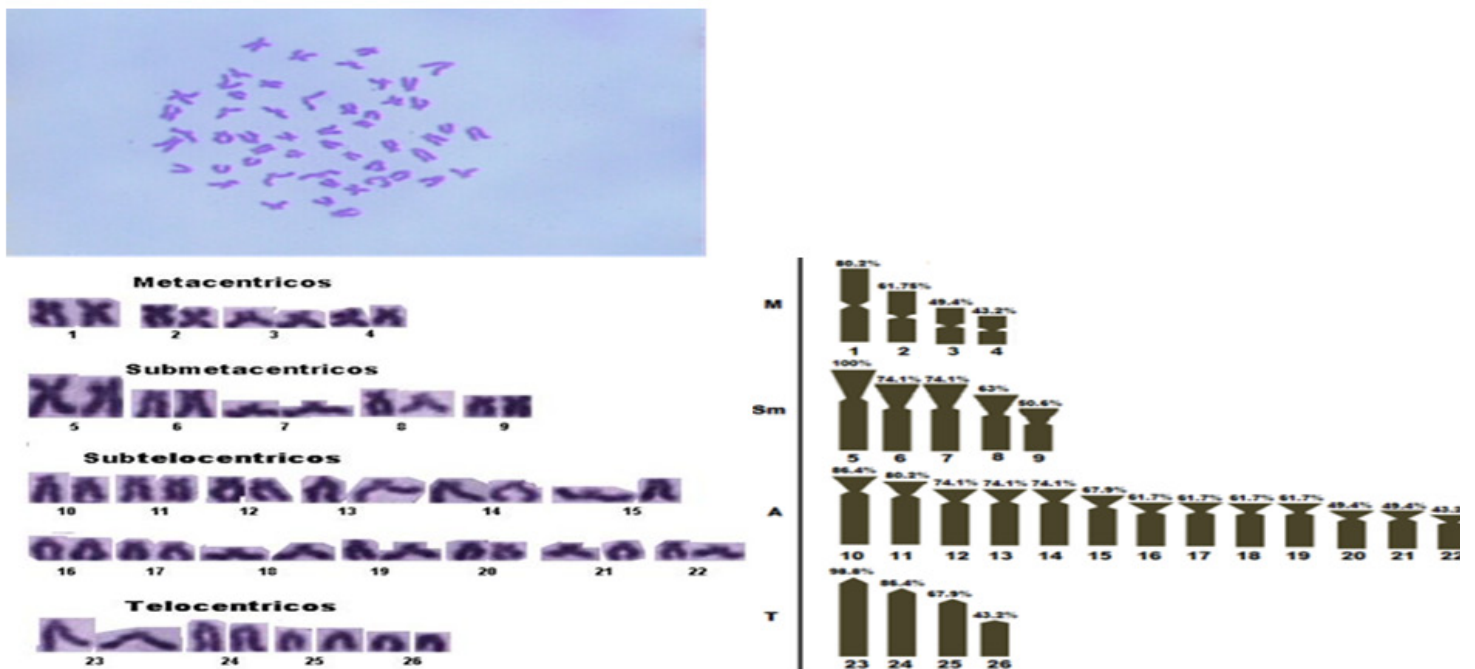 Metacentricos
1 2 3 4
Submetacentricos
5 6 7 8 9
Subtelocentricos
10 11 12 13 14 15
16 17 18 19 20 21 22
Telocentricos
23 24 25 26
80.2% 61.75% 49.4% 43.2%
M
1 2 3 4
100% 74.1% 74.1% 63% 50.6%
Sm
5 6 7 8 9
86.4% 80.2% 74.1% 74.1% 74.1% 67.9% 61.7% 61.7% 61.7% 61.7% 49.4% 49.4% 43.2
A
10 11 12 13 14 15 16 17 18 19 20 21 22
98.8% 86.4% 67.9% 43.2%
T
23 24 25 26